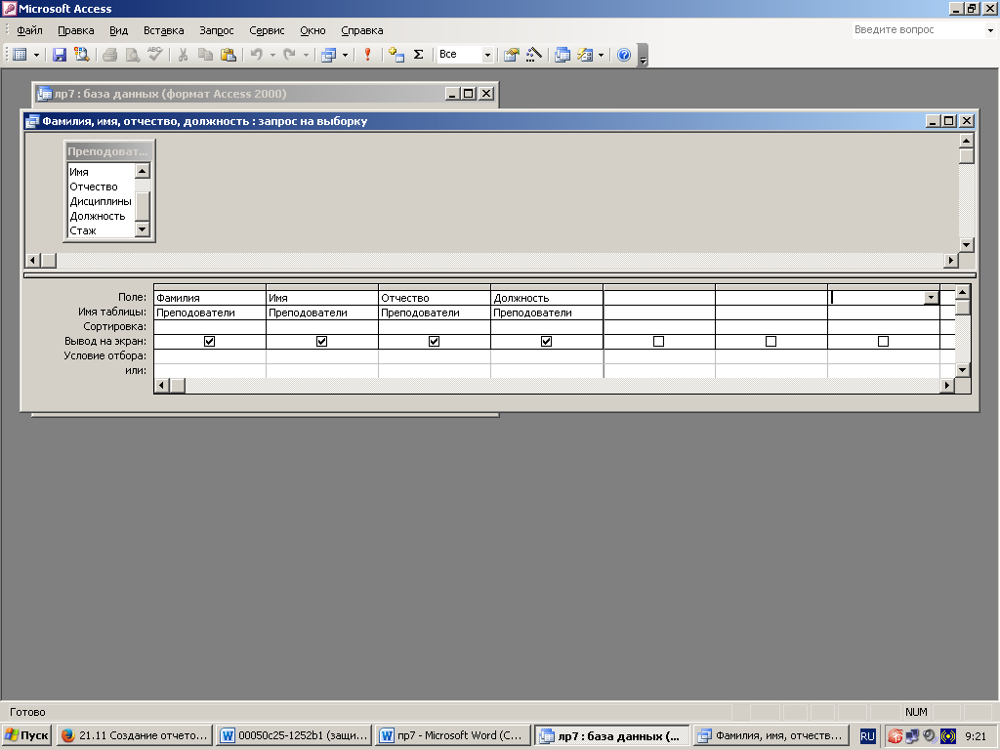 Microsoft Access
Файл Правка Вид Вставка Запрос Сервис Окно Справка Введите вопрос
ABC Σ Все
лр7 : база данных (формат Access 2000)
Фамилия, имя, отчество, должность : запрос на выборку
Преподоват...
Имя
Отчество
Дисциплины
Должность
Стаж
Поле: Фамилия Имя Отчество Должность
Имя таблицы: Преподователи Преподователи Преподователи Преподователи
Сортировка:
Вывод на экран:
Условие отбора:
или:
Готово NUM
Пуск 21.11 Создание отчето... 00050c25-1252b1 (защи... пр7 - Microsoft Word (С... лр7 : база данных (... Фамилия, имя, отчеств... RU 9:21